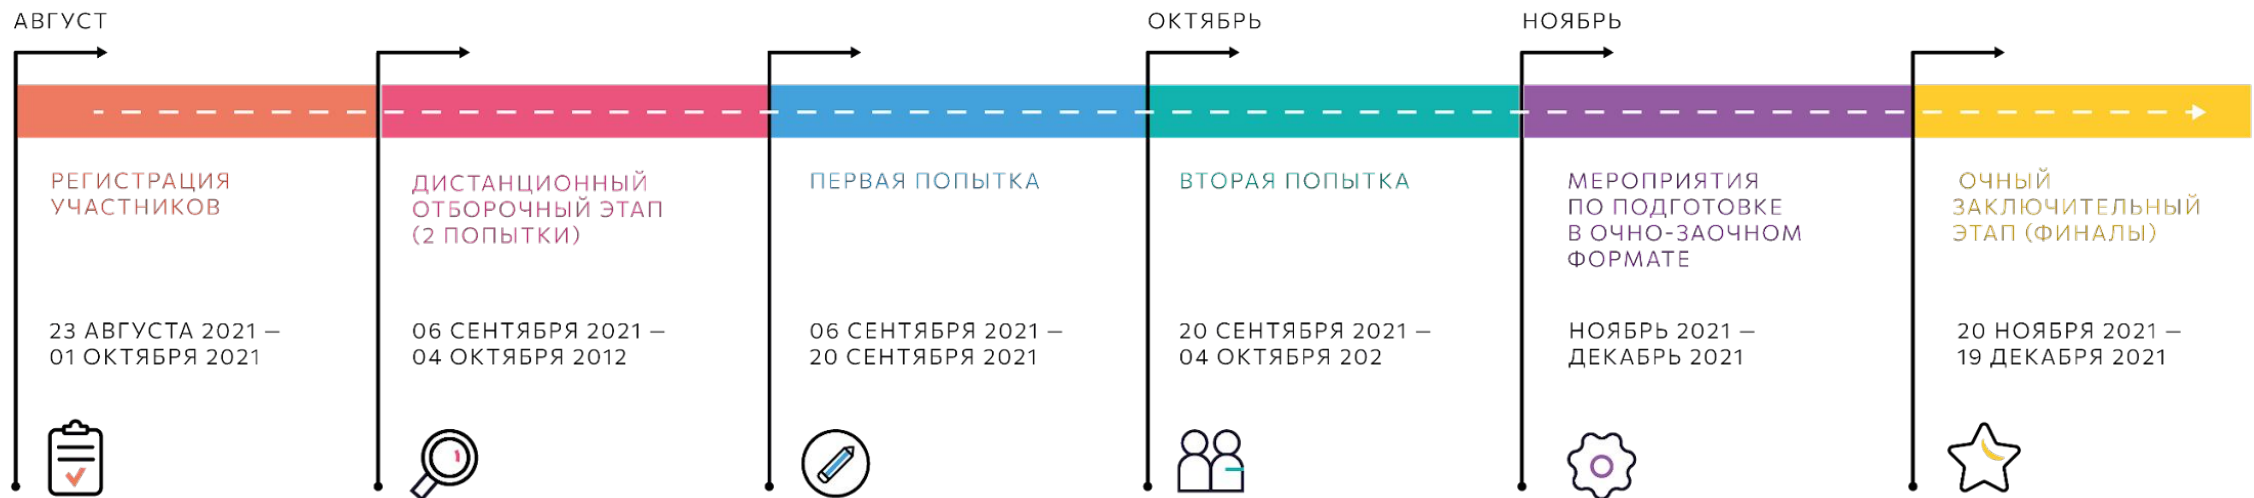 АВГУСТ
ОКТЯБРЬ
НОЯБРЬ
РЕГИСТРАЦИЯ
УЧАСТНИКОВ
23 АВГУСТА 2021 –
01 ОКТЯБРЯ 2021
ДИСТАНЦИОННЫЙ
ОТБОРОЧНЫЙ ЭТАП
(2 ПОПЫТКИ)
06 СЕНТЯБРЯ 2021 –
04 ОКТЯБРЯ 2012
ПЕРВАЯ ПОПЫТКА
06 СЕНТЯБРЯ 2021 –
20 СЕНТЯБРЯ 2021
ВТОРАЯ ПОПЫТКА
20 СЕНТЯБРЯ 2021 –
04 ОКТЯБРЯ 202
МЕРОПРИЯТИЯ
ПО ПОДГОТОВКЕ
В ОЧНО-ЗАОЧНОМ
ФОРМАТЕ
НОЯБРЬ 2021 –
ДЕКАБРЬ 2021
ОЧНЫЙ
ЗАКЛЮЧИТЕЛЬНЫЙ
ЭТАП (ФИНАЛЫ)
20 НОЯБРЯ 2021 –
19 ДЕКАБРЯ 2021